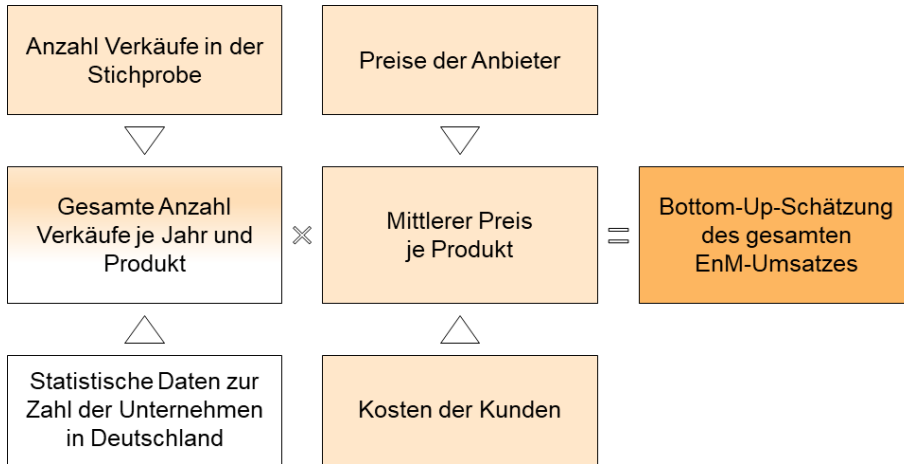 Anzahl Verkäufe in der
Stichprobe
Preise der Anbieter
Gesamte Anzahl
Verkäufe je Jahr und
Produkt
×
Mittlerer Preis
je Produkt
=
Bottom-Up-Schätzung
des gesamten
EnM-Umsatzes
Statistische Daten zur
Zahl der Unternehmen
in Deutschland
Kosten der Kunden